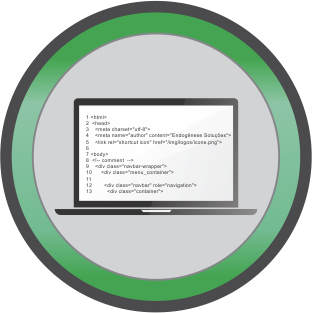 1 <html>
2 <head>
3 <meta charset="utf-8">
4 <meta name="author" content="Endogênese Soluções">
5 <link rel="shortcut icon" href="/img/logos/icone.png">
6
7 <body>
8 <!-- comment -->
9 <div class="navbar-wrapper">
10 <div class="menu_container">
11
12 <div class="navbar" role="navigation">
13 <div class="container">